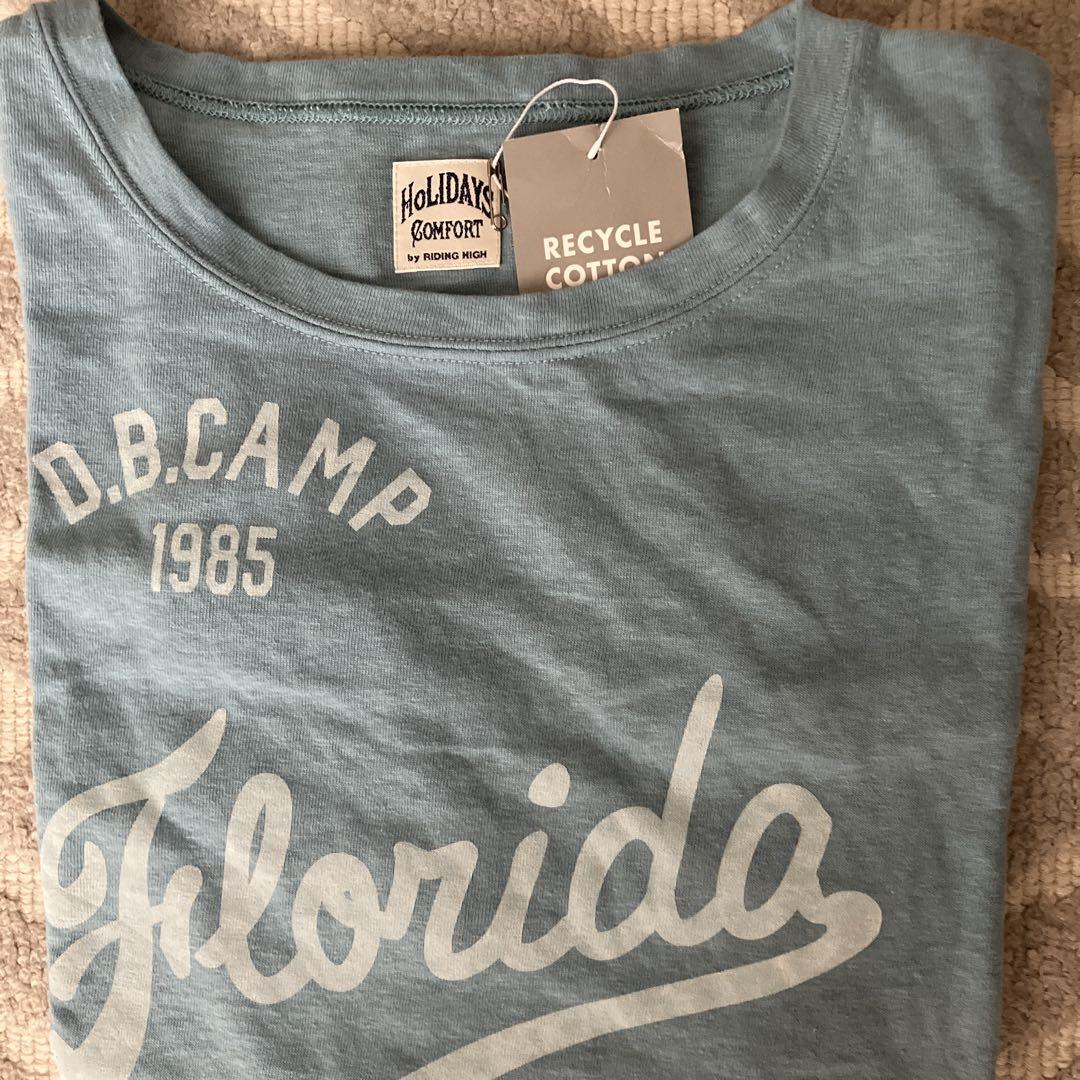 HOLIDAYS
COMFORT
by RIDING HIGH
RECYCLE
COTTON
D.B.CAMP
1985
Florida